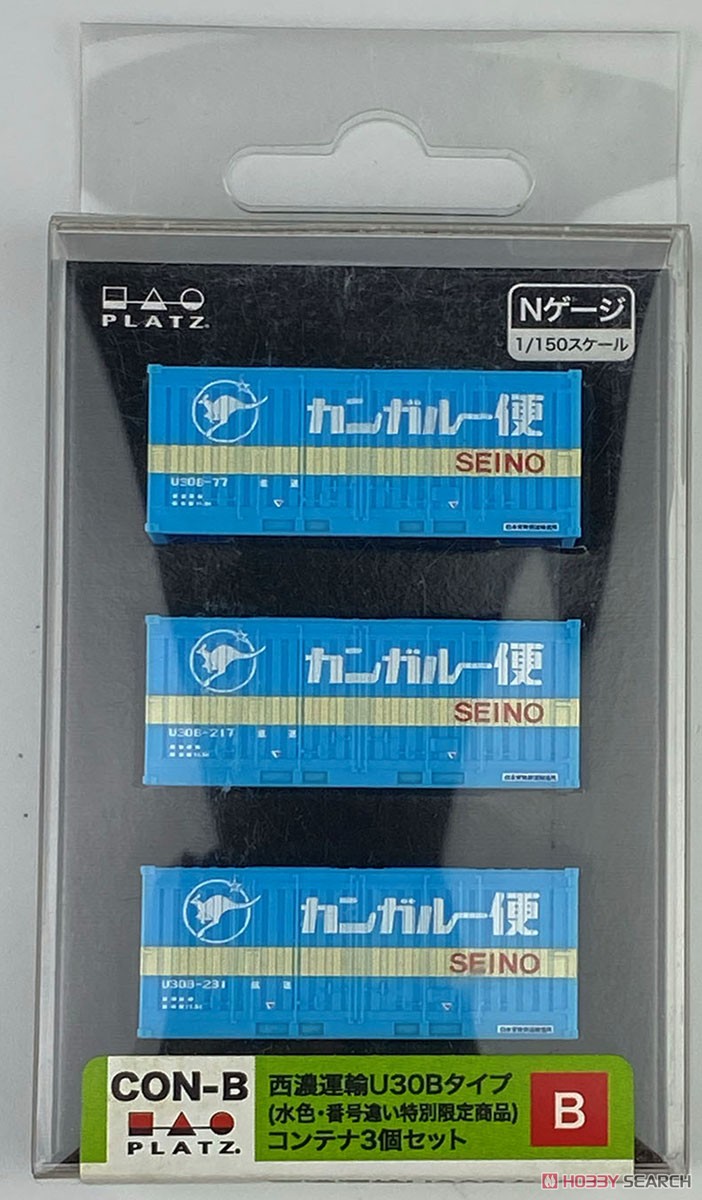 PLATZ.
Nゲージ
1/150スケール
カンガルー便
SEINO
U30B-77
カンガルー便
SEINO
U30B-217
カンガルー便
SEINO
U30B-231
CON-B
PLATZ.
西濃運輸U30Bタイプ
(水色・番号違い特別限定商品)
コンテナ3個セット
B
HOBBY SEARCH